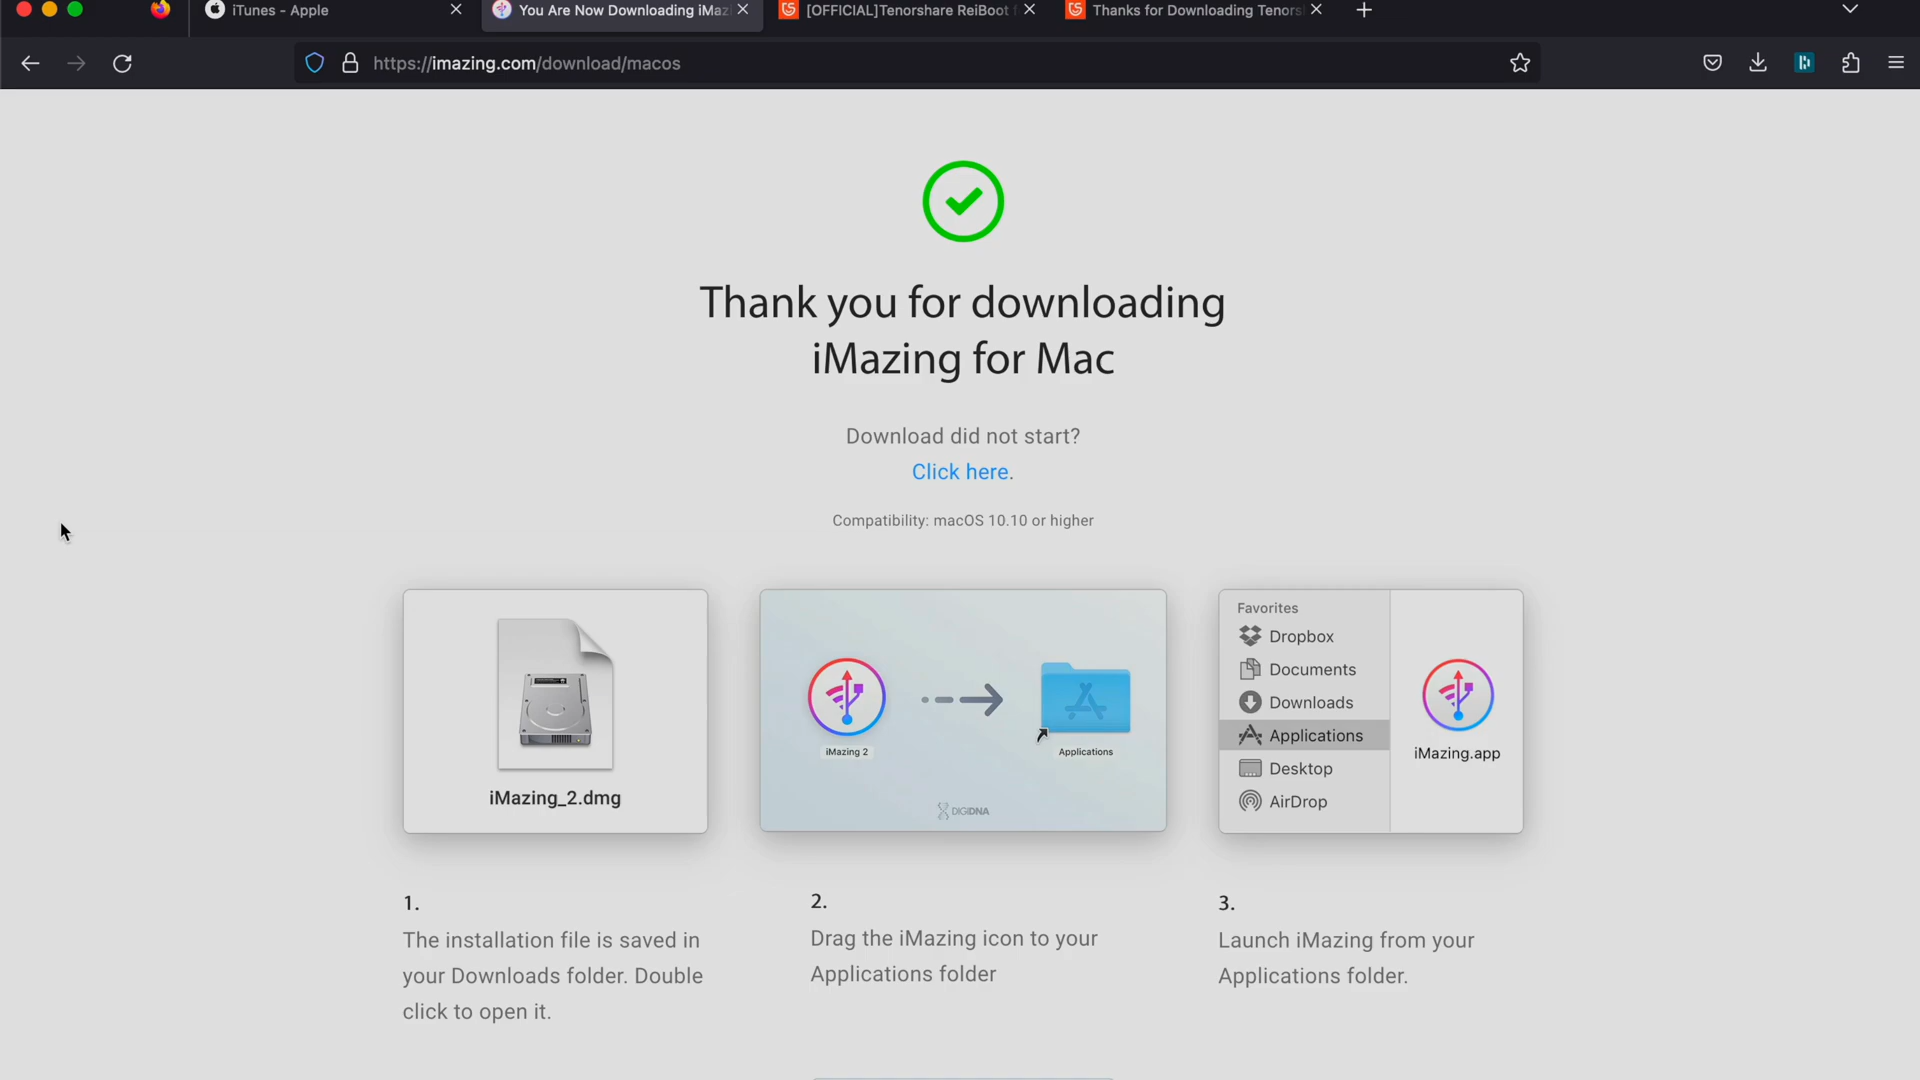 iTunes - Apple
You Are Now Downloading iMaz
[OFFICIAL]Tenorshare ReiBoot f
Thanks for Downloading Tenors
https://imazing.com/download/macos
Thank you for downloading
iMazing for Mac
Download did not start?
Click here.
Compatibility: macOS 10.10 or higher
iMazing_2.dmg
iMazing 2
Applications
DIGIDNA
Favorites
Dropbox
Documents
Downloads
Applications
Desktop
AirDrop
iMazing.app
1.
The installation file is saved in
your Downloads folder. Double
click to open it.
2.
Drag the iMazing icon to your
Applications folder
3.
Launch iMazing from your
Applications folder.